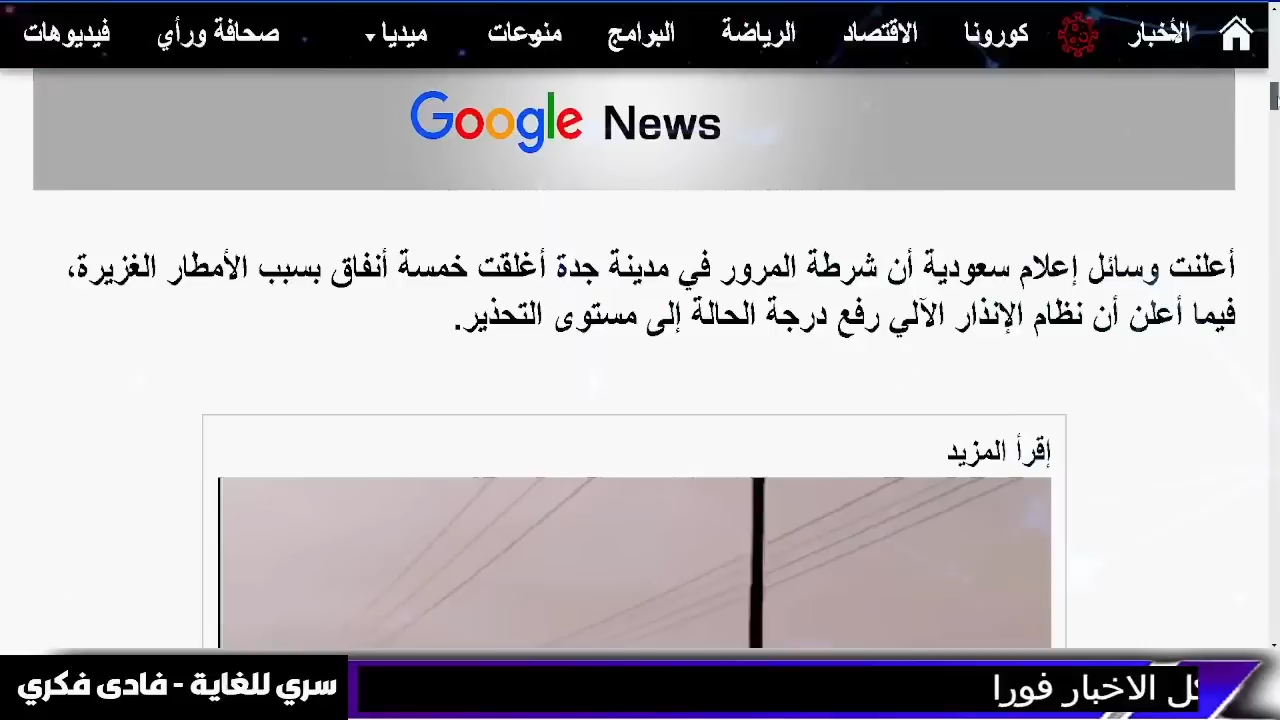 الأخبار كورونا الاقتصاد الرياضة البرامج منوعات ميديا صحافة ورأي فيديوهات
Google News
أعلنت وسائل إعلام سعودية أن شرطة المرور في مدينة جدة أغلقت خمسة أنفاق بسبب الأمطار الغزيرة،
فيما أعلن أن نظام الإنذار الآلي رفع درجة الحالة إلى مستوى التحذير.
إقرأ المزيد
كل الاخبار فورا
سري للغاية - فادى فكري